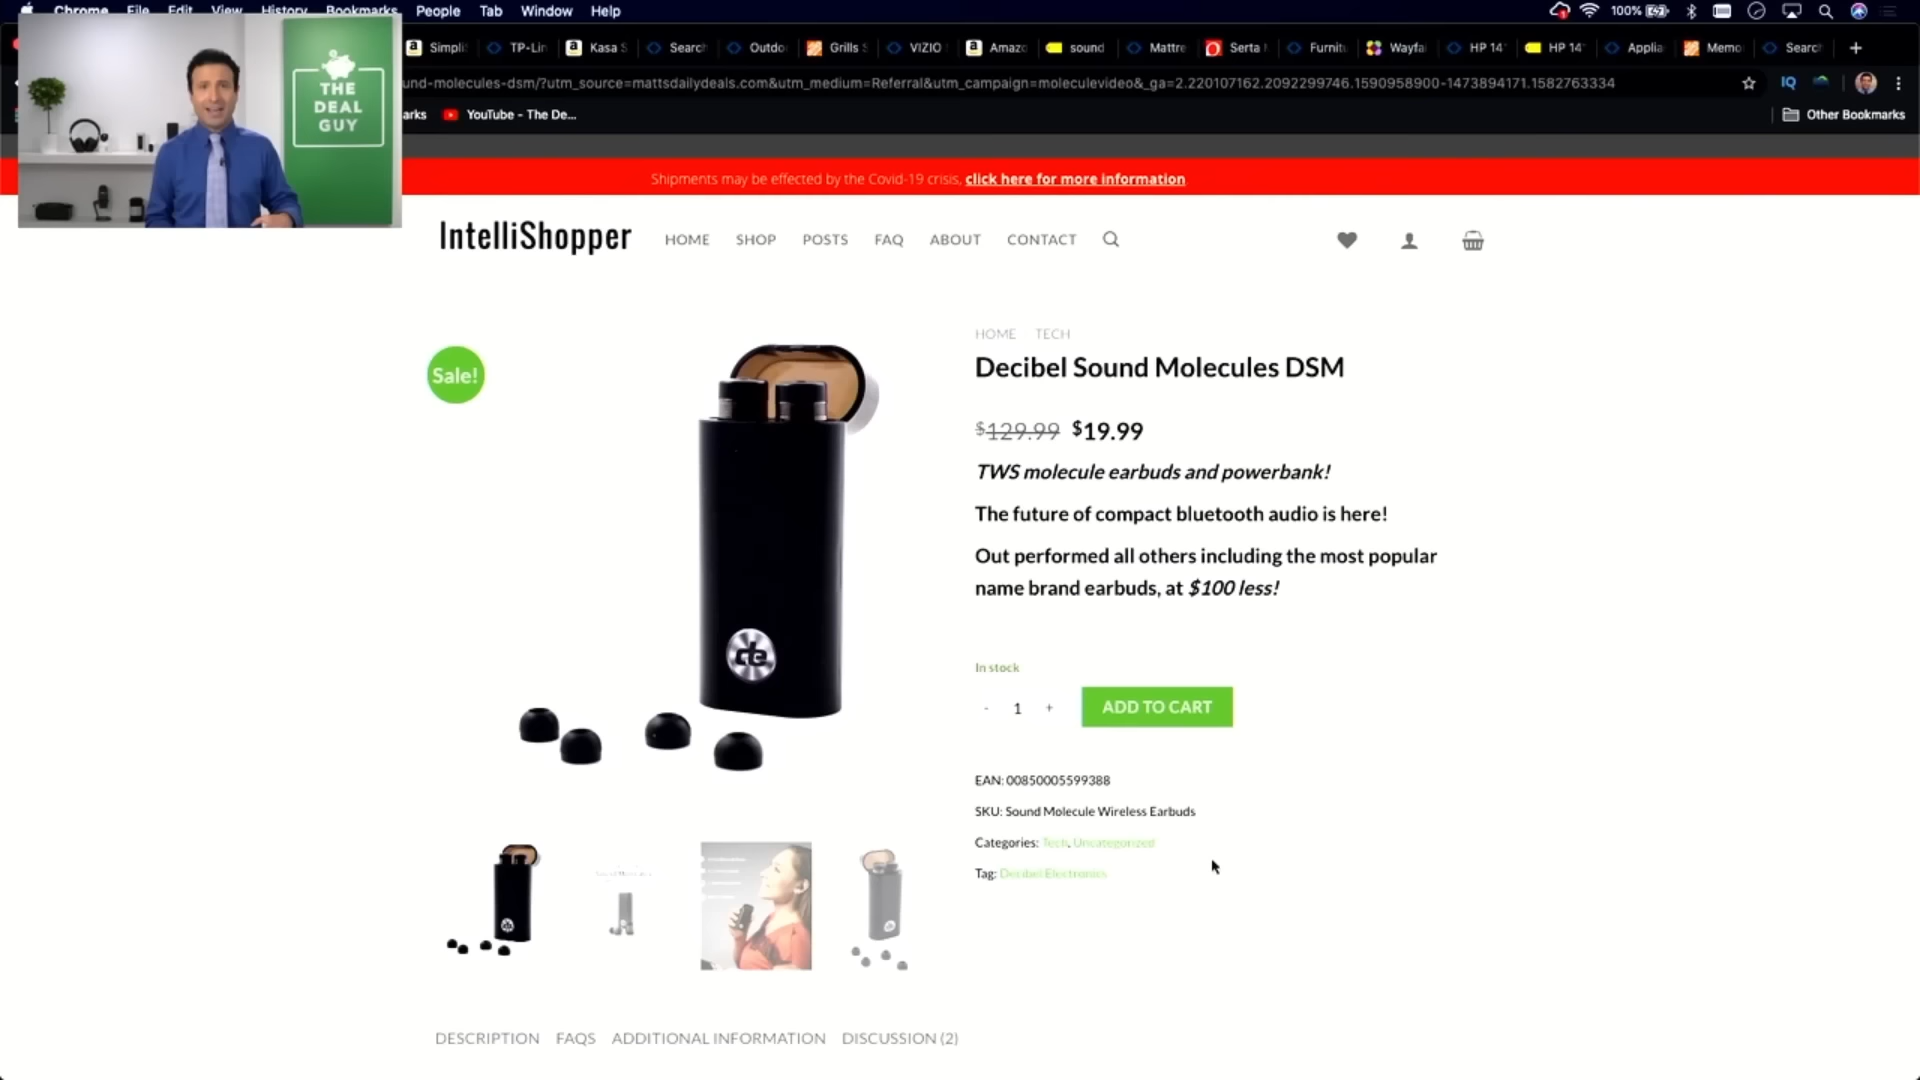 Chrome File Edit View History Bookmarks People Tab Window Help
100%
Simpli TP-Lin Kasa S Search Outdo Grills S VIZIO Amazo sound Mattre Serta Furnitu Wayfa HP 14" HP 14" Applia Memo Searc
und-molecules-dsm/?utm_source=mattsdailydeals.com&utm_medium=Referral&utm_campaign=moleculevideo&_ga=2.220107162.2092299746.1590958900-1473894171.1582763334
IQ
arks YouTube - The De...
Other Bookmarks
THE
DEAL
GUY
Shipments may be effected by the Covid-19 crisis, click here for more information
IntelliShopper
HOME SHOP POSTS FAQ ABOUT CONTACT
Sale!
de
HOME TECH
Decibel Sound Molecules DSM
$129.99 $19.99
TWS molecule earbuds and powerbank!
The future of compact bluetooth audio is here!
Out performed all others including the most popular
name brand earbuds, at $100 less!
In stock
- 1 +
ADD TO CART
EAN: 00850005599388
SKU: Sound Molecule Wireless Earbuds
Categories: Tech, Uncategorized
Tag: Decibel Electronics
DESCRIPTION FAQS ADDITIONAL INFORMATION DISCUSSION (2)